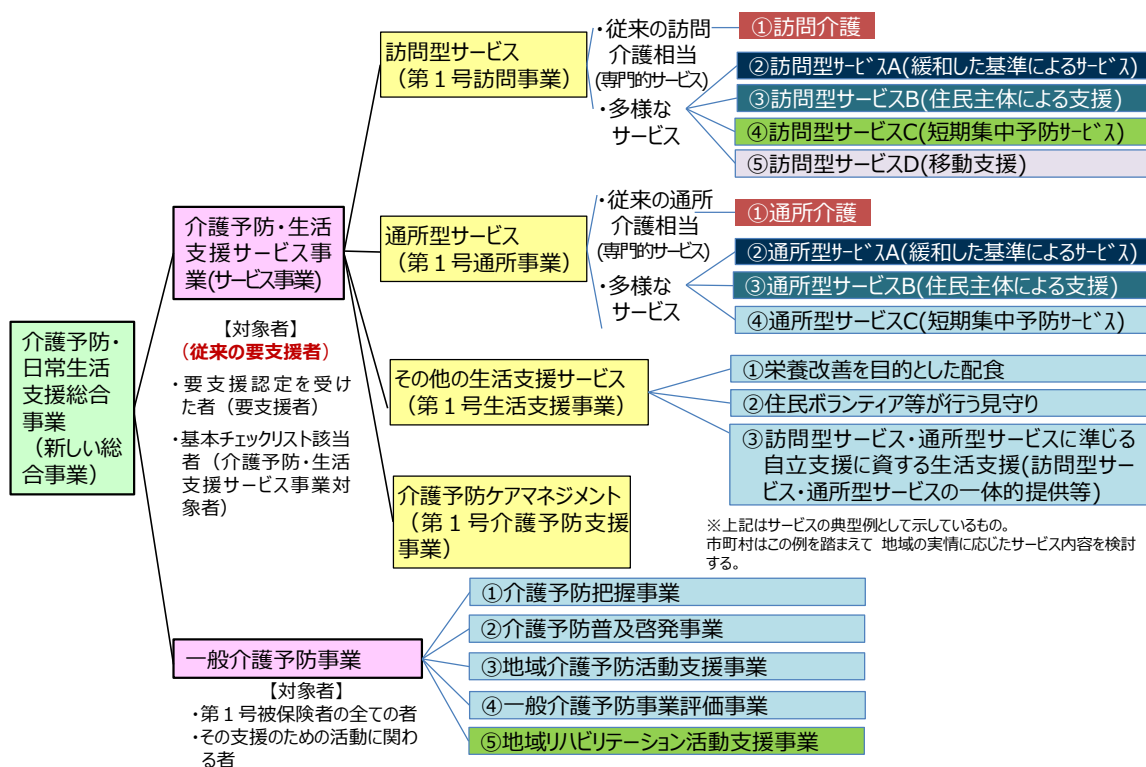 介護予防・
日常生活
支援総合
事業
（新しい総
合事業）
介護予防・生活
支援サービス事
業(サービス事業)
【対象者】
（従来の要支援者）
・要支援認定を受け
た者（要支援者）
・基本チェックリスト該当
者（介護予防・生活
支援サービス事業対
象者）
訪問型サービス
（第１号訪問事業）
・従来の訪問
介護相当
(専門的サービス)
・多様な
サービス
①訪問介護
②訪問型ｻｰﾋﾞｽA(緩和した基準によるサービス)
③訪問型サービスB(住民主体による支援)
④訪問型サービスC(短期集中予防ｻｰﾋﾞｽ)
⑤訪問型サービスD(移動支援)
通所型サービス
（第１号通所事業）
・従来の通所
介護相当
(専門的サービス)
・多様な
サービス
①通所介護
②通所型ｻｰﾋﾞｽA(緩和した基準によるサービス)
③通所型サービスB(住民主体による支援)
④通所型サービスC(短期集中予防ｻｰﾋﾞｽ)
その他の生活支援サービス
（第１号生活支援事業）
①栄養改善を目的とした配食
②住民ボランティア等が行う見守り
③訪問型サービス・通所型サービスに準じる
自立支援に資する生活支援(訪問型サー
ビス・通所型サービスの一体的提供等)
介護予防ケアマネジメント
（第１号介護予防支援
事業）
※上記はサービスの典型例として示しているもの。
市町村はこの例を踏まえて 地域の実情に応じたサービス内容を検討
する。
一般介護予防事業
【対象者】
・第１号被保険者の全ての者
・その支援のための活動に関わ
る者
①介護予防把握事業
②介護予防普及啓発事業
③地域介護予防活動支援事業
④一般介護予防事業評価事業
⑤地域リハビリテーション活動支援事業